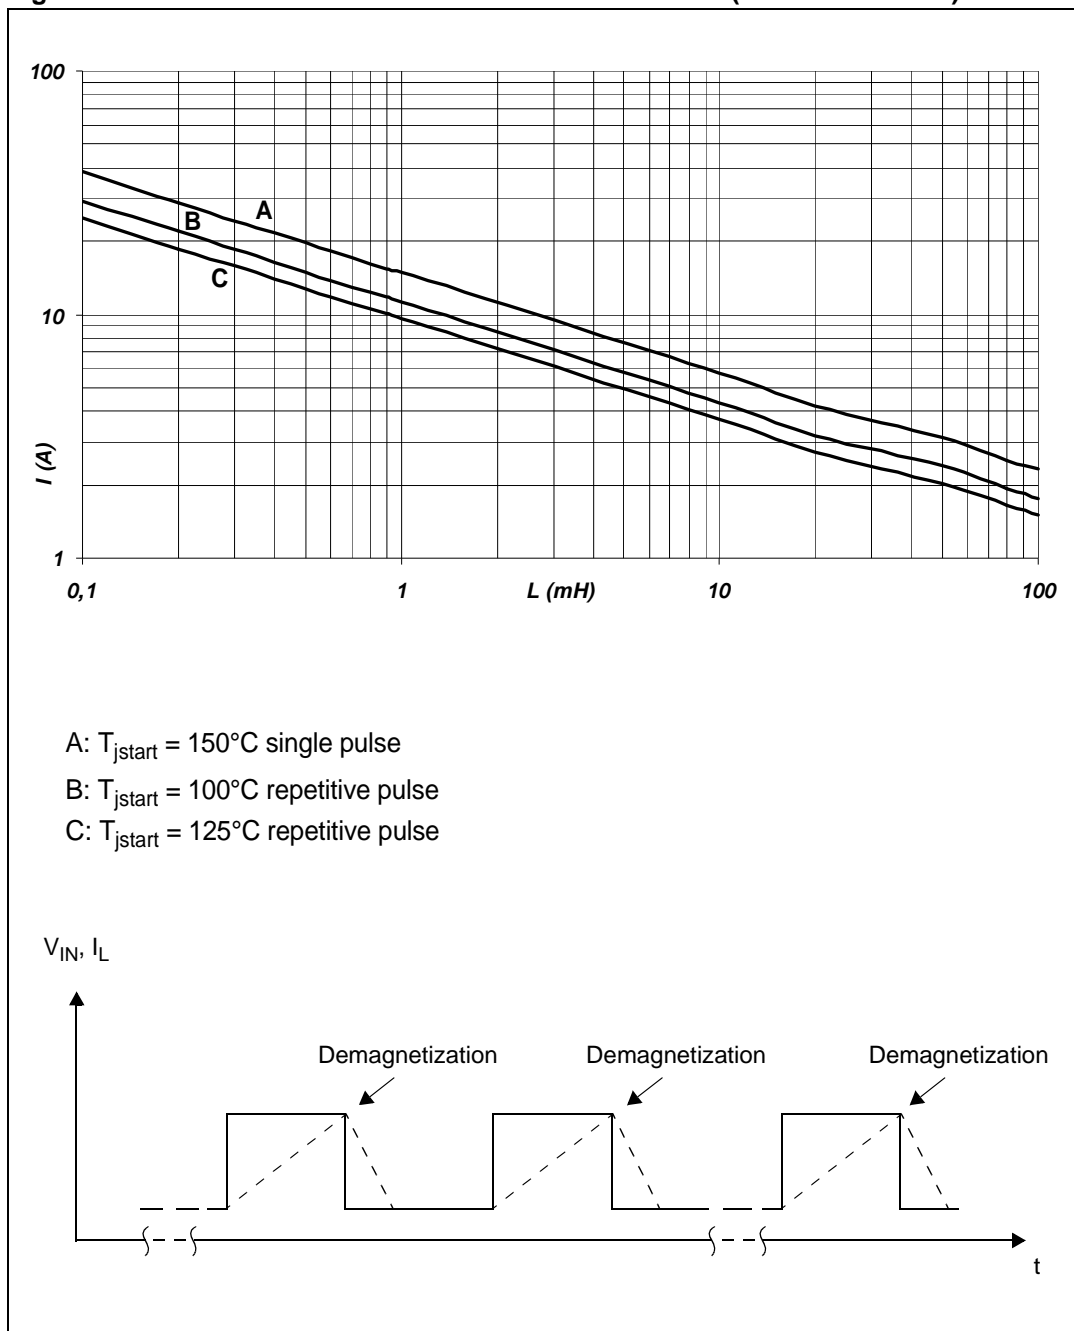 100
A
B
C
10
I (A)
1
0,1
1
L (mH)
10
100
A: Tjstart = 150°C single pulse
B: Tjstart = 100°C repetitive pulse
C: Tjstart = 125°C repetitive pulse
VIN, IL
Demagnetization
Demagnetization
Demagnetization
t